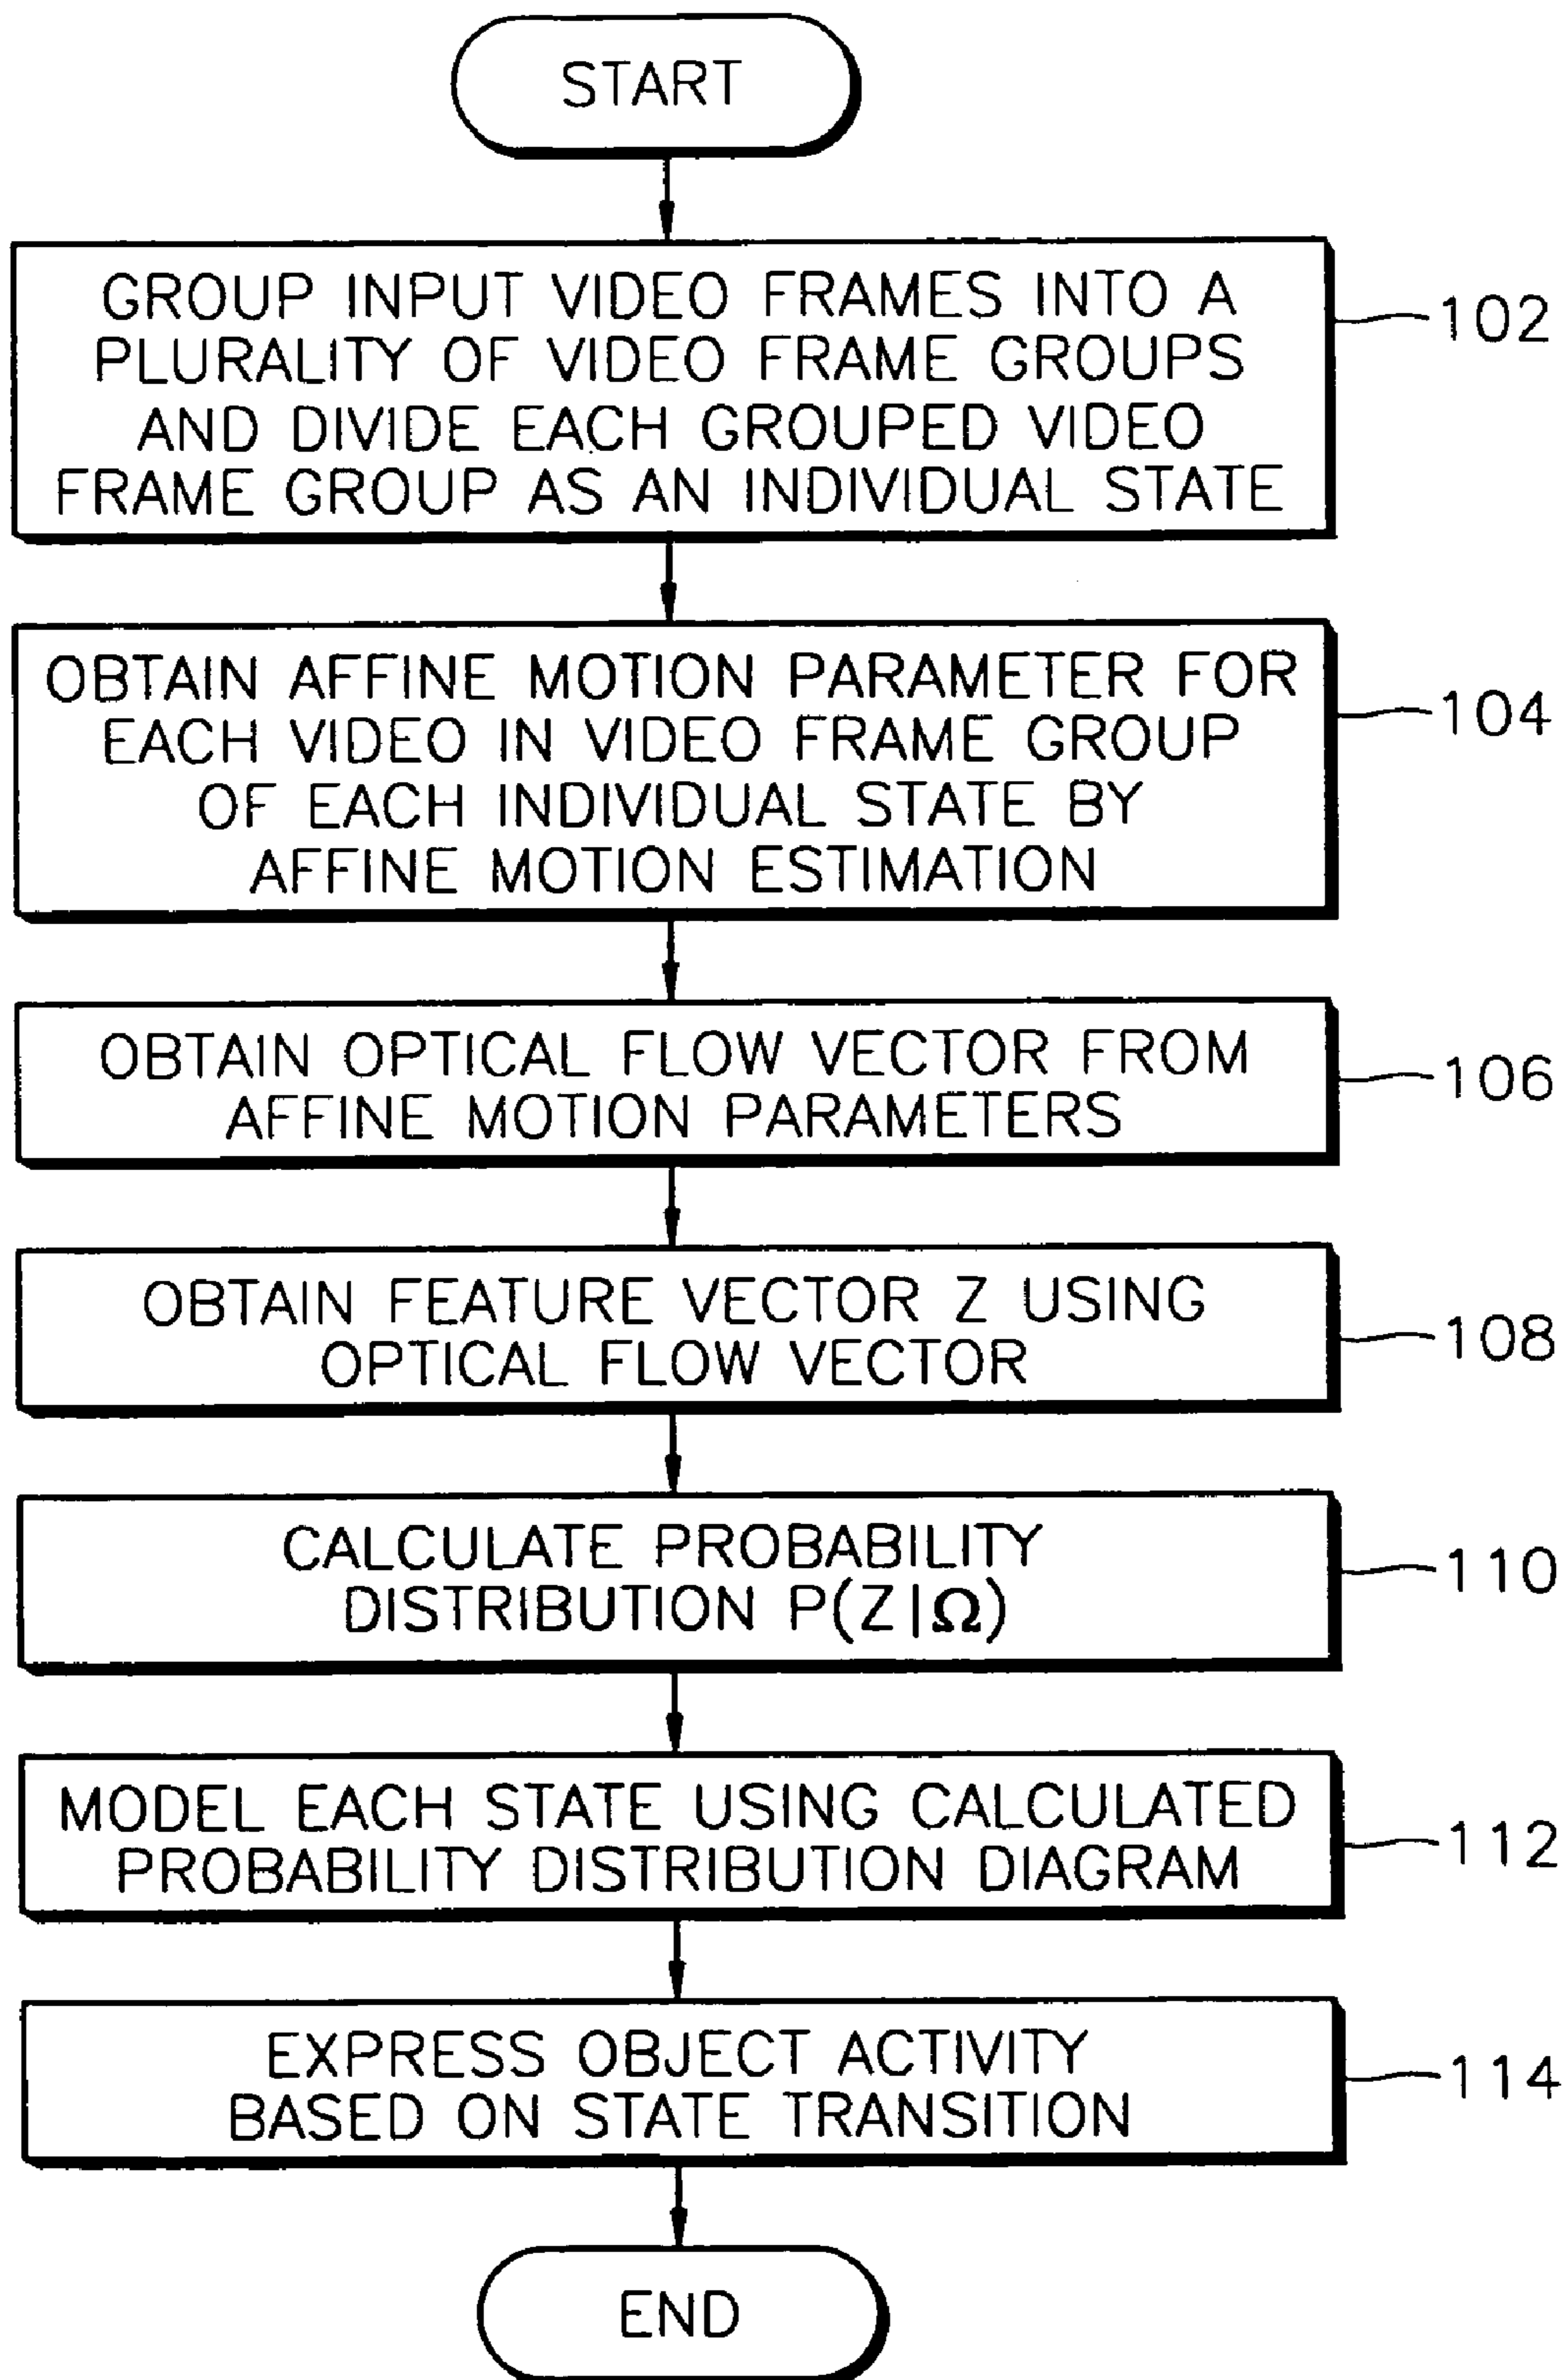 START
GROUP INPUT VIDEO FRAMES INTO A
PLURALITY OF VIDEO FRAME GROUPS
AND DIVIDE EACH GROUPED VIDEO
FRAME GROUP AS AN INDIVIDUAL STATE
102
OBTAIN AFFINE MOTION PARAMETER FOR
EACH VIDEO IN VIDEO FRAME GROUP
OF EACH INDIVIDUAL STATE BY
AFFINE MOTION ESTIMATION
104
OBTAIN OPTICAL FLOW VECTOR FROM
AFFINE MOTION PARAMETERS
106
OBTAIN FEATURE VECTOR Z USING
OPTICAL FLOW VECTOR
108
CALCULATE PROBABILITY
DISTRIBUTION P(Z|Ω)
110
MODEL EACH STATE USING CALCULATED
PROBABILITY DISTRIBUTION DIAGRAM
112
EXPRESS OBJECT ACTIVITY
BASED ON STATE TRANSITION
114
END